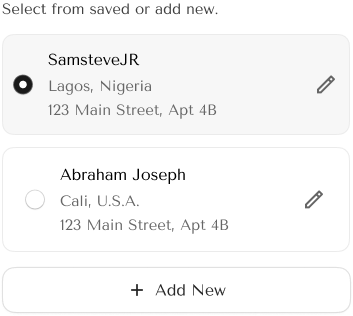 Select from saved or add new.
SamsteveJR
Lagos, Nigeria
123 Main Street, Apt 4B
Abraham Joseph
Cali, U.S.A.
123 Main Street, Apt 4B
+ Add New